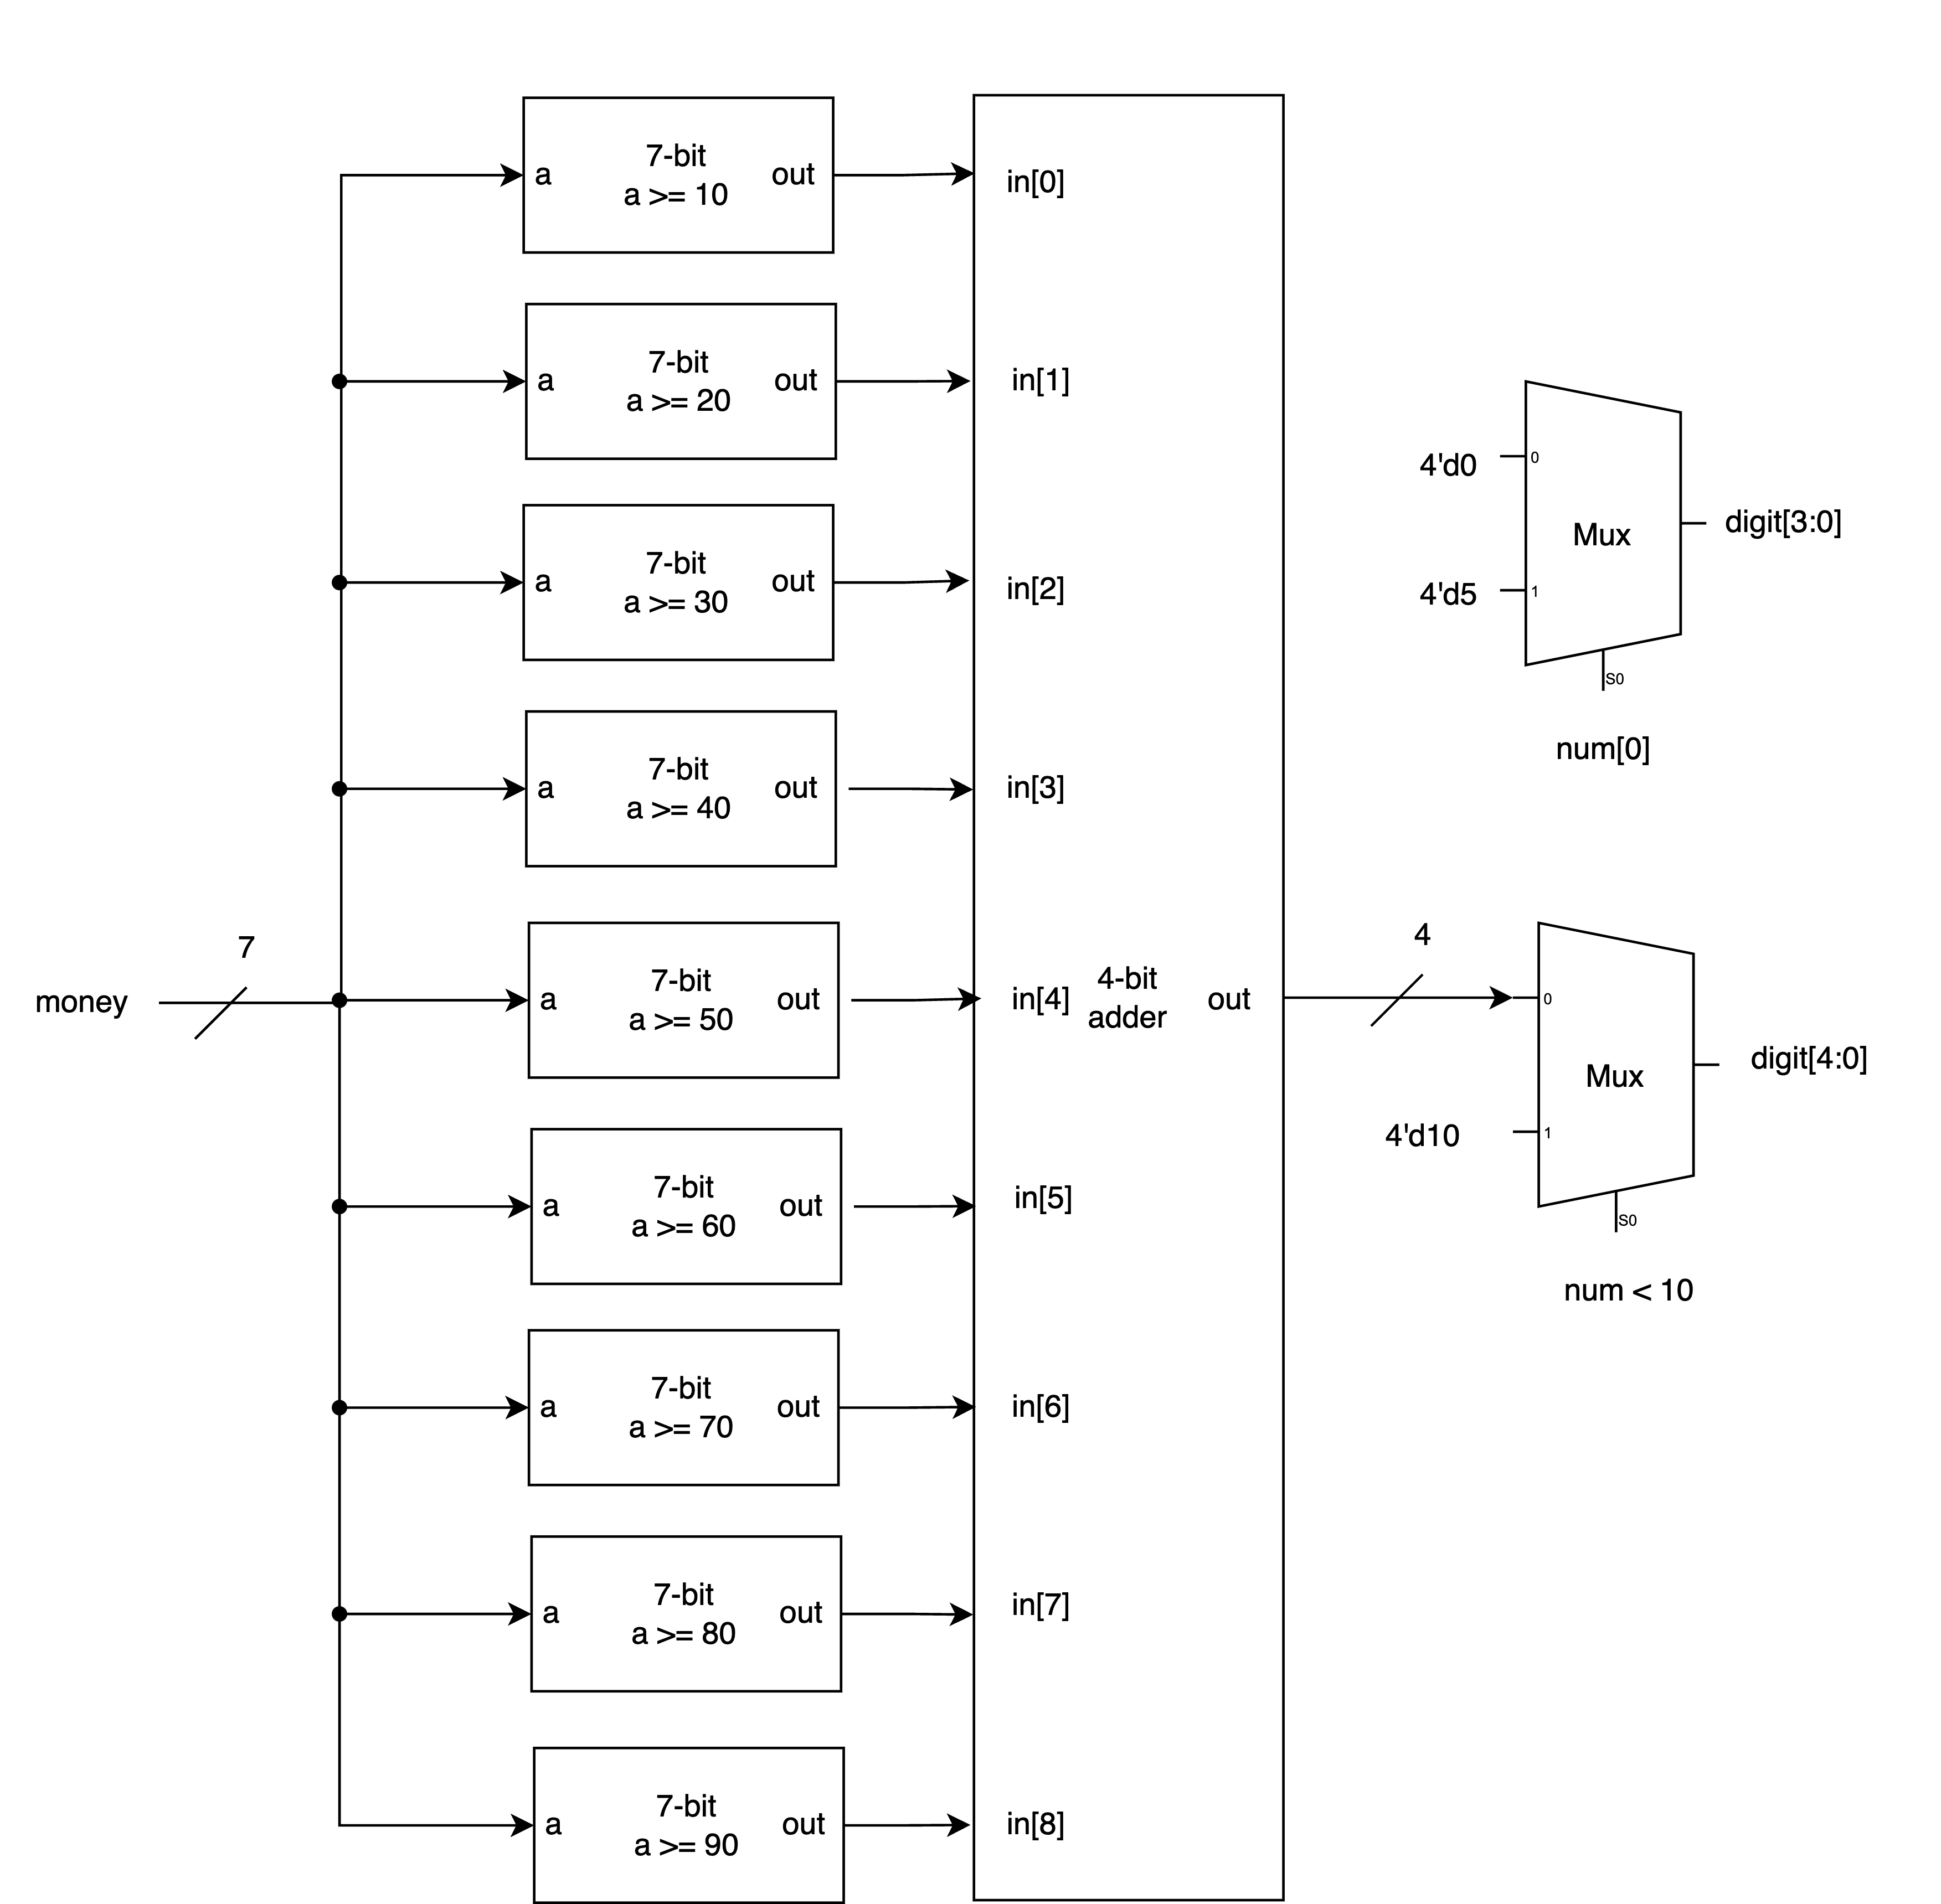 7-bit
a
out
a >= 10
in[0]
7-bit
a
out
a >= 20
in[1]
4'd0
0
Mux
digit[3:0]
4'd5
1
S0
num[0]
7-bit
a
out
a >= 30
in[2]
7-bit
a
out
a >= 40
in[3]
money
7
7-bit
a
out
a >= 50
in[4]
4-bit
adder
out
4
0
Mux
digit[4:0]
4'd10
1
S0
num < 10
7-bit
a
out
a >= 60
in[5]
7-bit
a
out
a >= 70
in[6]
7-bit
a
out
a >= 80
in[7]
7-bit
a
out
a >= 90
in[8]